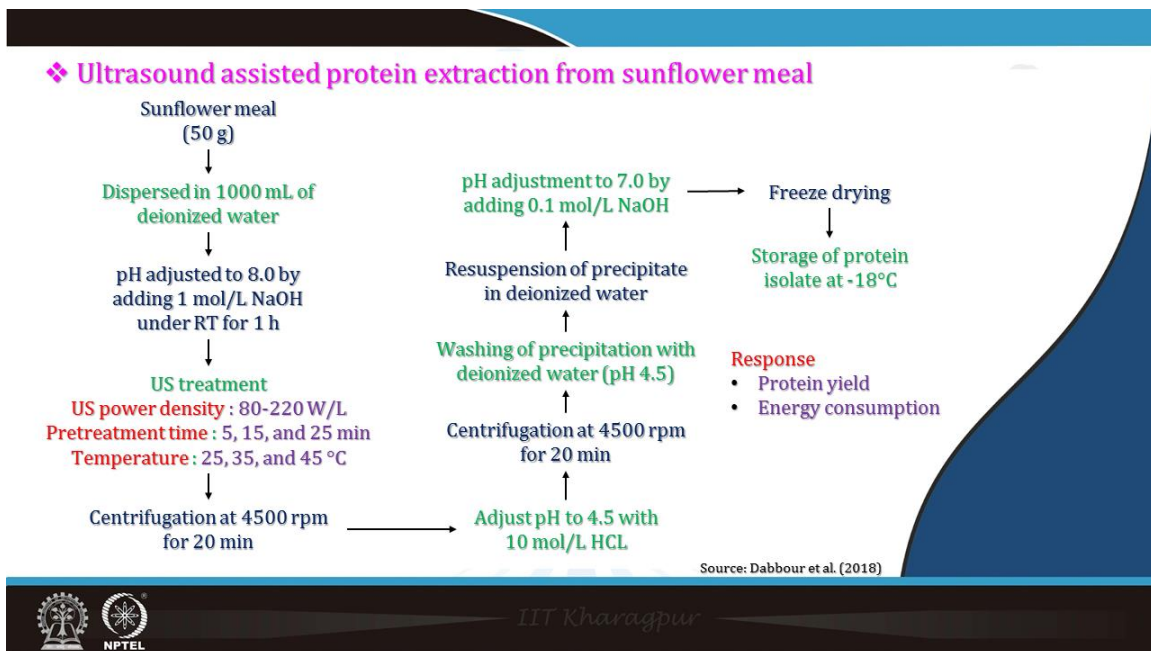 ❖ Ultrasound assisted protein extraction from sunflower meal
Sunflower meal
(50 g)
Dispersed in 1000 mL of
deionized water
pH adjusted to 8.0 by
adding 1 mol/L NaOH
under RT for 1 h
US treatment
US power density : 80-220 W/L
Pretreatment time : 5, 15, and 25 min
Temperature : 25, 35, and 45 °C
Centrifugation at 4500 rpm
for 20 min
Adjust pH to 4.5 with
10 mol/L HCL
Centrifugation at 4500 rpm
for 20 min
Washing of precipitation with
deionized water (pH 4.5)
Resuspension of precipitate
in deionized water
pH adjustment to 7.0 by
adding 0.1 mol/L NaOH
Freeze drying
Storage of protein
isolate at -18°C
Response
• Protein yield
• Energy consumption
Source: Dabbour et al. (2018)
IIT Kharagpur
NPTEL